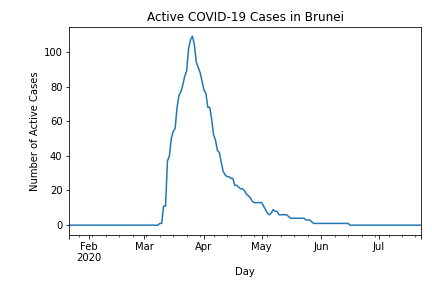 Active COVID-19 Cases in Brunei
Number of Active Cases
100
80
60
40
20
0
Feb Mar Apr May Jun Jul
2020
Day